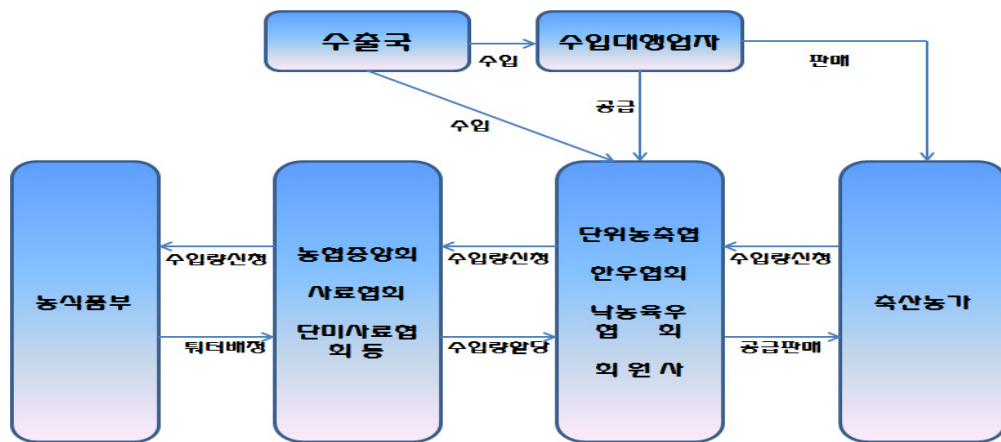 수출국
수입
수입대행업자
판매
수입
공급
농식품부
수입량신청
쿼터배정
농협중앙회
사료협회
단미사료협
회 등
수입량신청
수입량할당
단위농축협
한우협회
낙농육우
협 회
회 원 사
수입량신청
공급판매
축산농가